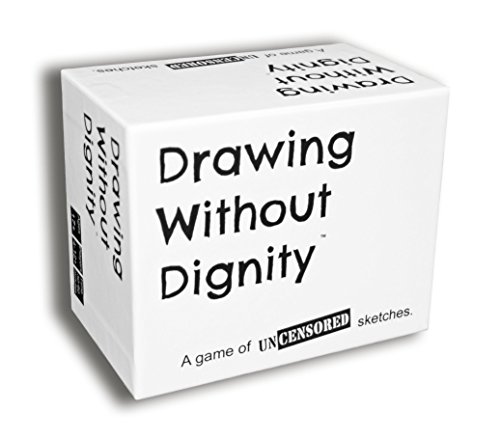 A game of UNCENSORED sketches.
Drawing
Without
Dignity
Drawing
Without
Dignity
Drawing
Without
Dignity™
A game of UNCENSORED sketches.